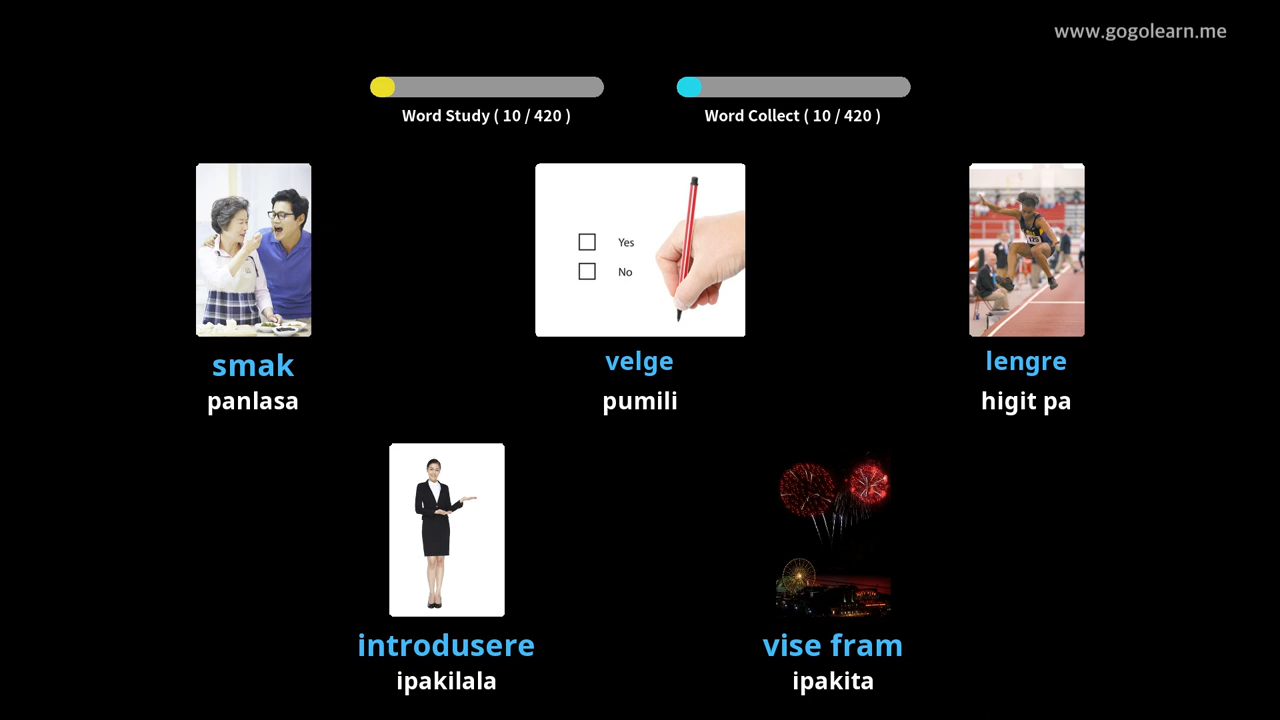 www.gogolearn.me
Word Study ( 10 / 420 )
Word Collect ( 10 / 420 )
Yes
No
smak
panlasa
velge
pumili
lengre
higit pa
introdusere
ipakilala
vise fram
ipakita